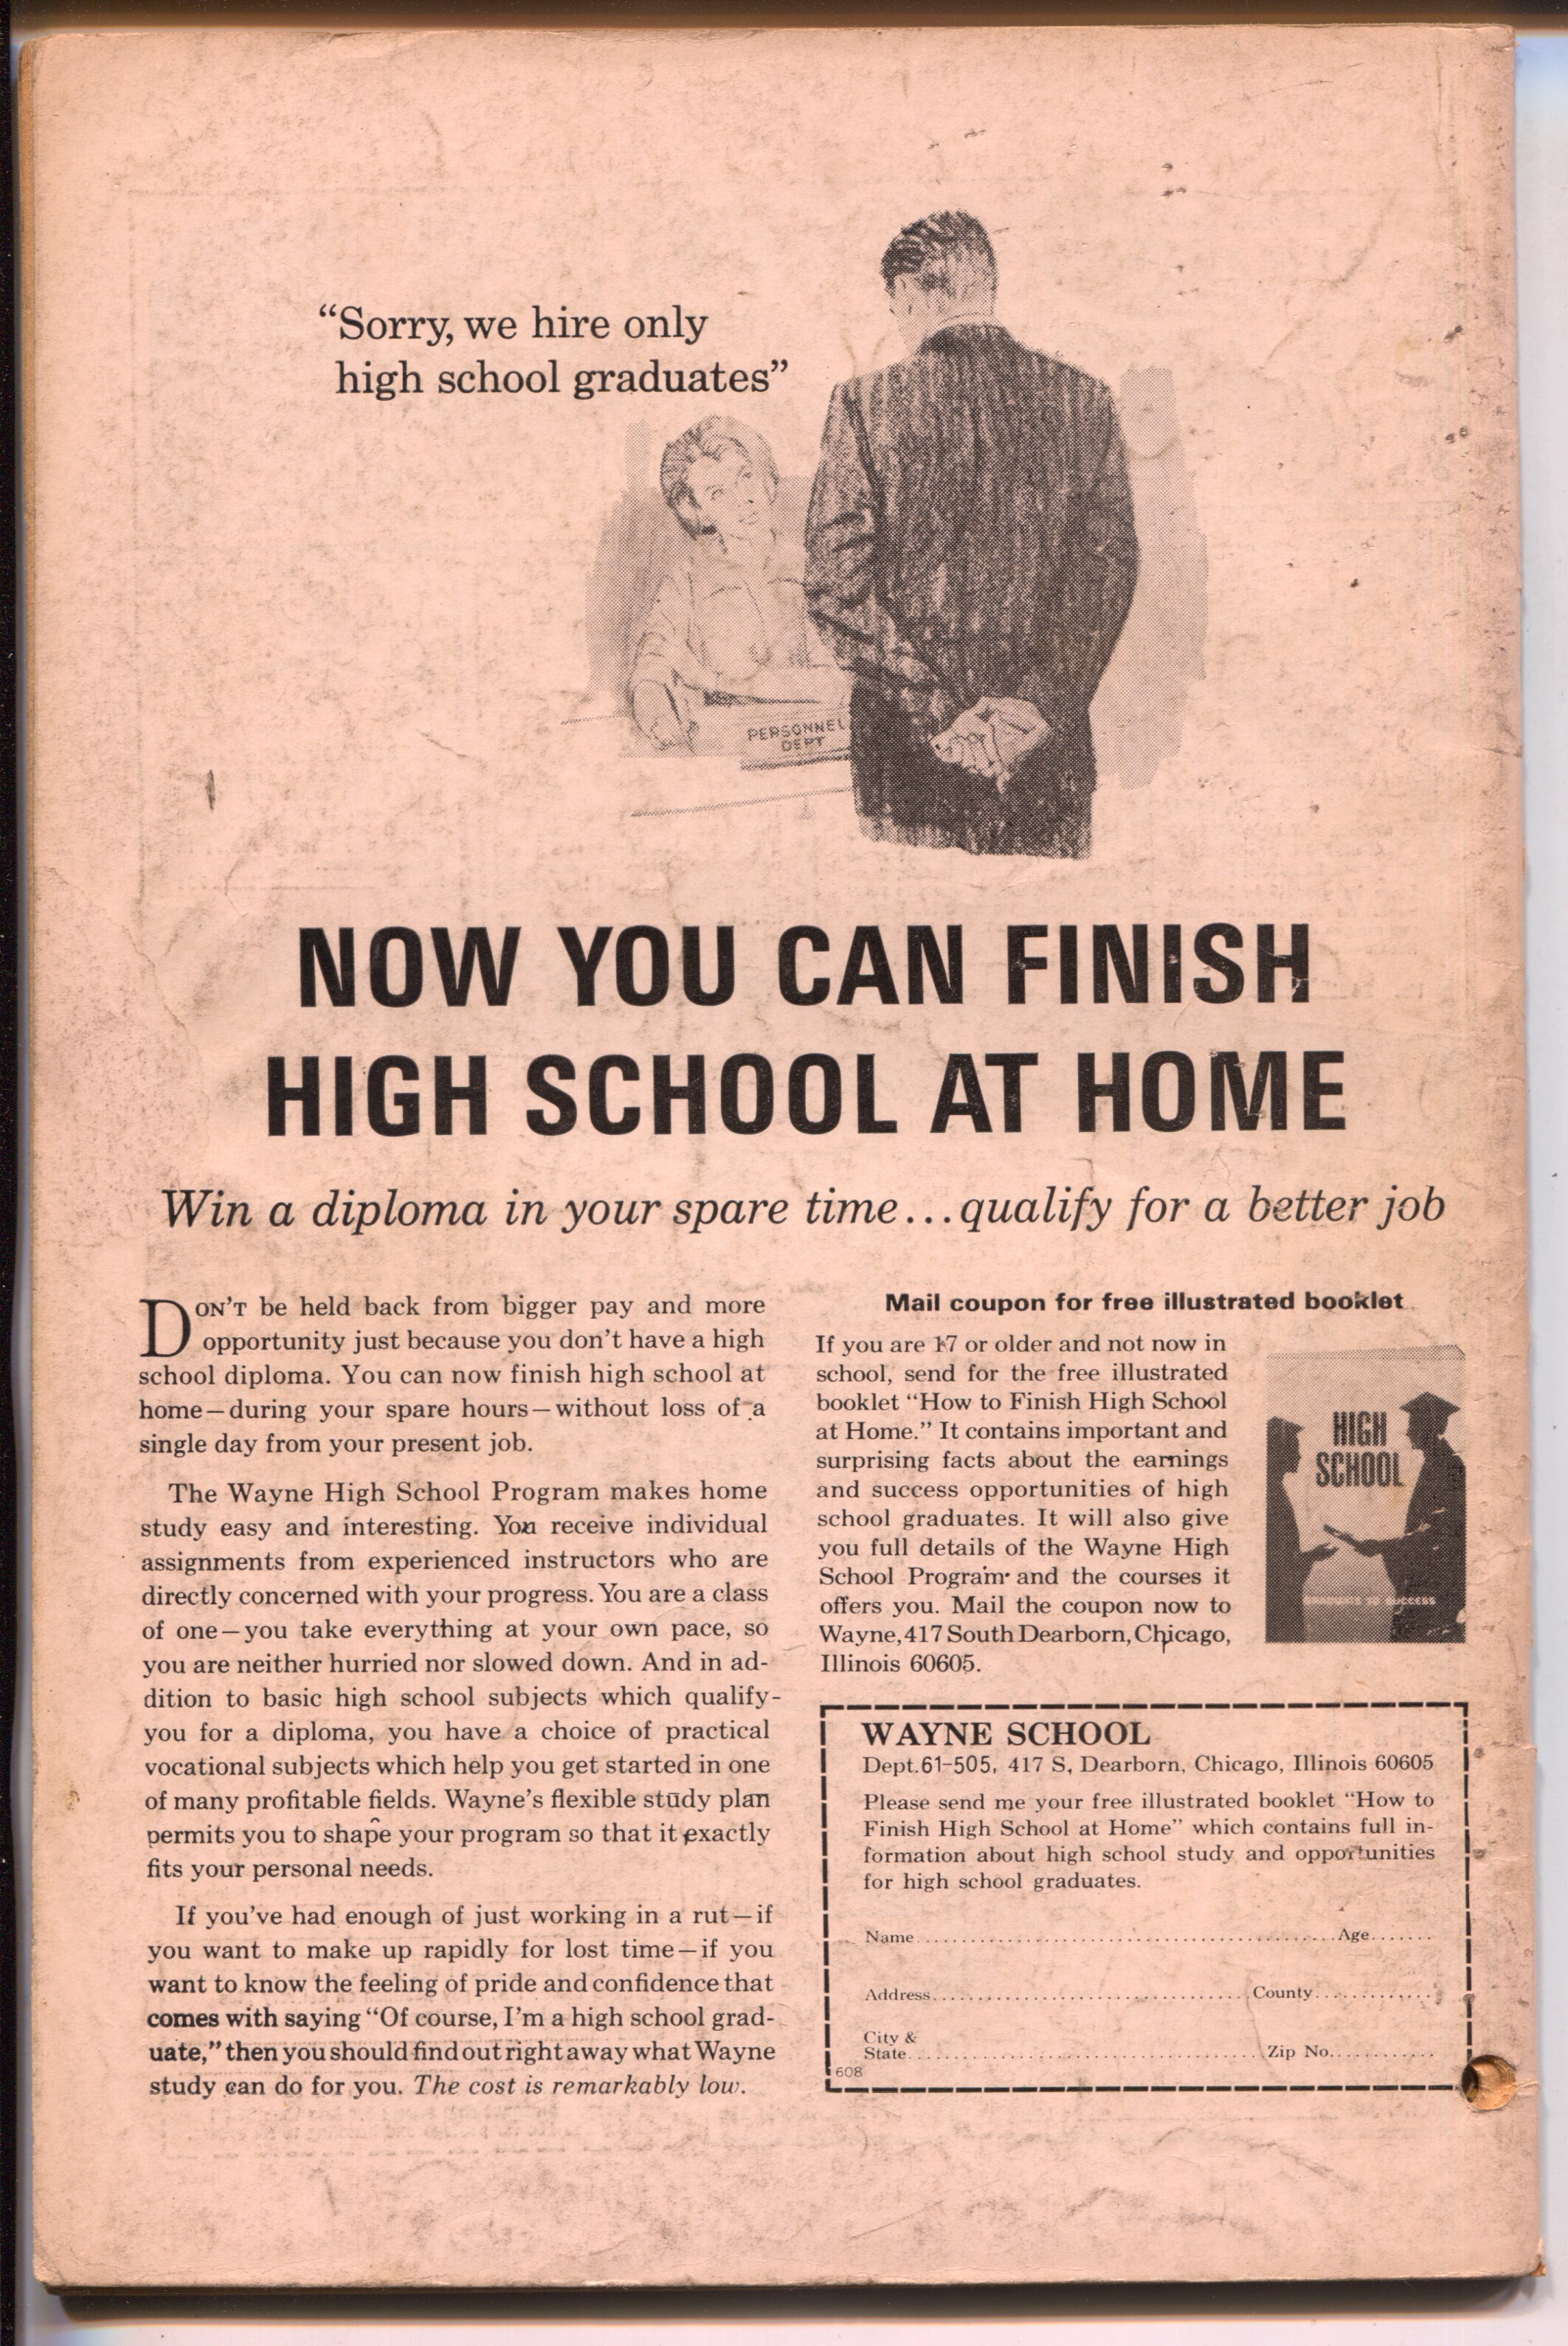 “Sorry, we hire only
high school graduates”
PERSONNEL
DEPT
NOW YOU CAN FINISH
HIGH SCHOOL AT HOME
Win a diploma in your spare time...qualify for a better job
DON’T be held back from bigger pay and more
opportunity just because you don’t have a high
school diploma. You can now finish high school at
home—during your spare hours—without loss of a
single day from your present job.
The Wayne High School Program makes home
study easy and interesting. You receive individual
assignments from experienced instructors who are
directly concerned with your progress. You are a class
of one—you take everything at your own pace, so
you are neither hurried nor slowed down. And in ad-
dition to basic high school subjects which qualify
you for a diploma, you have a choice of practical
vocational subjects which help you get started in one
of many profitable fields. Wayne’s flexible study plan
permits you to shape your program so that it exactly
fits your personal needs.
If you’ve had enough of just working in a rut—if
you want to make up rapidly for lost time—if you
want to know the feeling of pride and confidence that
comes with saying “Of course, I’m a high school grad-
uate,” then you should find out right away what Wayne
study can do for you. The cost is remarkably low.
Mail coupon for free illustrated booklet
If you are 17 or older and not now in
school, send for the free illustrated
booklet “How to Finish High School
at Home.” It contains important and
surprising facts about the earnings
and success opportunities of high
school graduates. It will also give
you full details of the Wayne High
School Program and the courses it
offers you. Mail the coupon now to
Wayne, 417 South Dearborn, Chicago,
Illinois 60605.
HIGH
SCHOOL
GRADUATE TO SUCCESS
WAYNE SCHOOL
Dept. 61-505, 417 S. Dearborn, Chicago, Illinois 60605
Please send me your free illustrated booklet “How to
Finish High School at Home” which contains full in-
formation about high school study and opportunities
for high school graduates.
Name........................................Age.......
Address................................County............
City &
State....................................Zip No...........
608